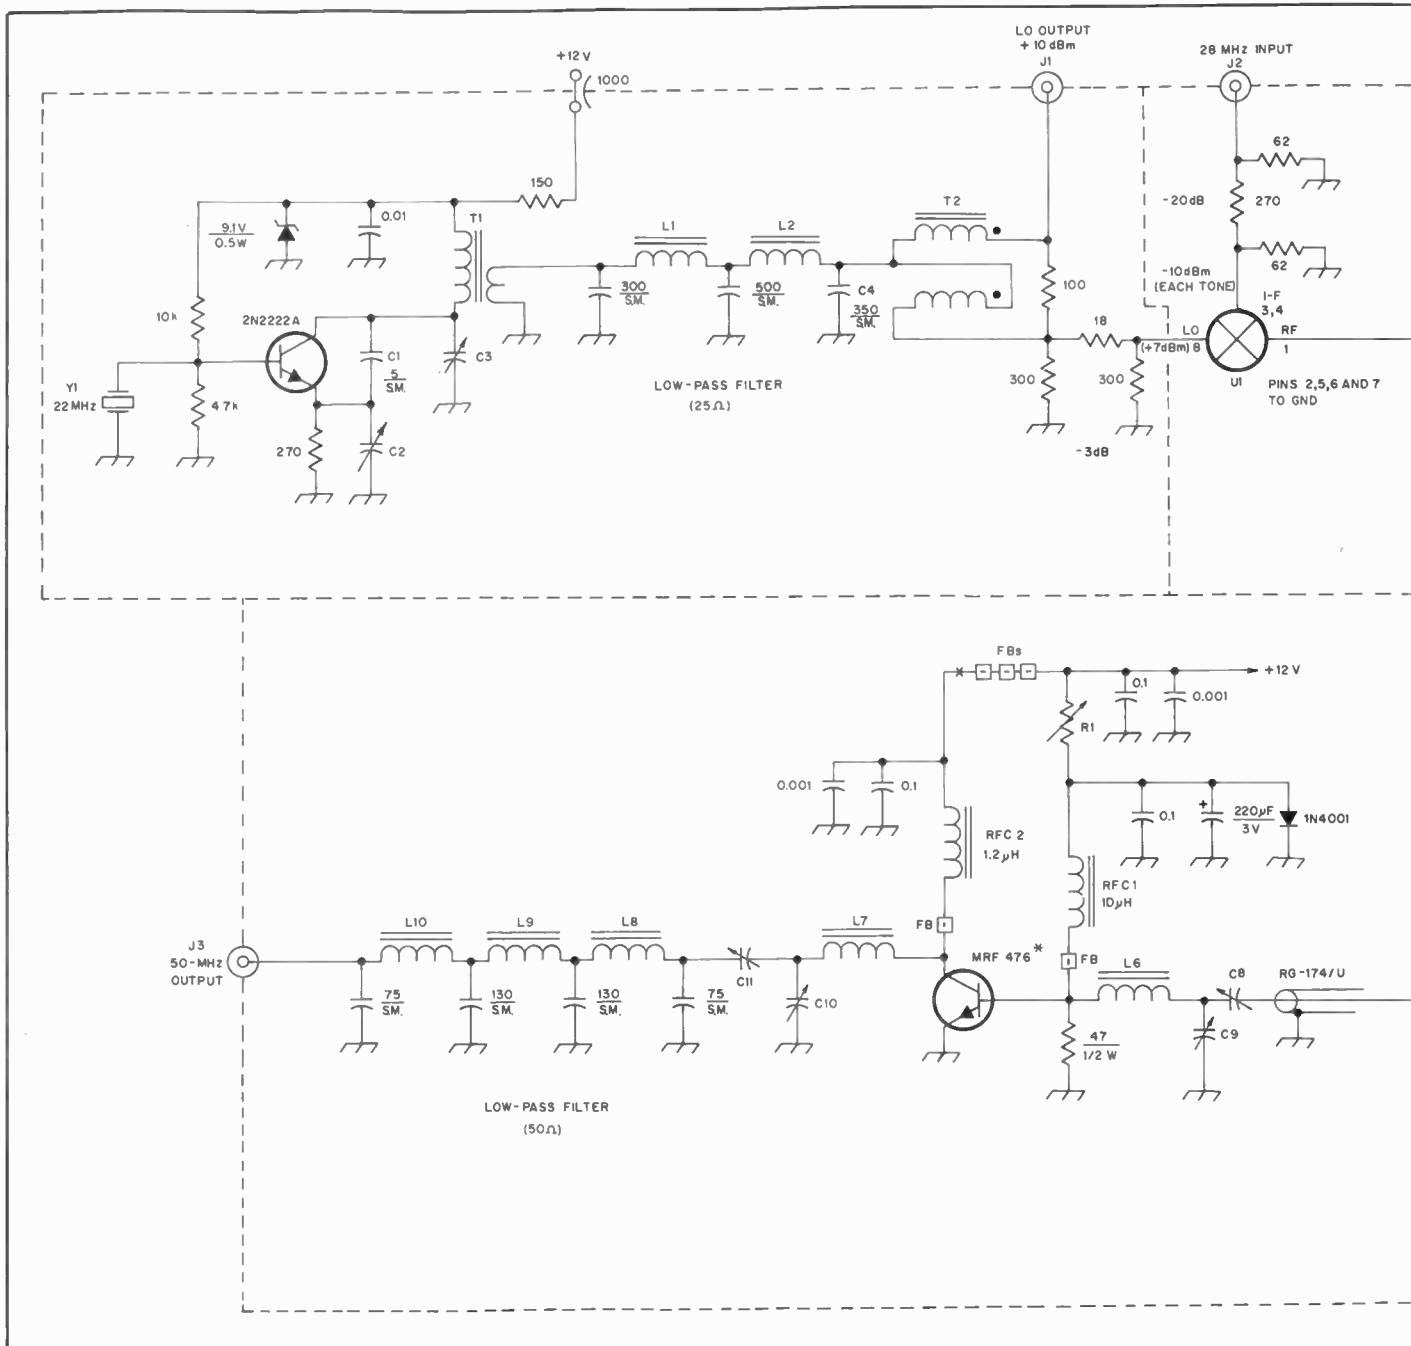 LO OUTPUT
+ 10 dBm
J1
28 MHz INPUT
J2
+12V
1000
62
150
T1
T2
9.1V
0.5W
0.01
L1
L2
-20dB
270
62
100
-10dBm
(EACH TONE)
I-F
3,4
300
S.M.
500
S.M.
C4
350
S.M.
10k
2N2222A
C1
5
S.M.
C3
18
LO
(+7dBm) 8
RF
1
U1
Y1
22 MHz
4.7k
LOW-PASS FILTER
(25Ω)
300
300
PINS 2,5,6 AND 7
TO GND
270
C2
-3dB
FBs
+12 V
0.1
0.001
R1
0.001
0.1
0.1
+
220µF
3V
1N4001
RFC 2
1.2µH
RFC 1
10µH
L10
L9
L8
L7
FB
J3
50-MHz
OUTPUT
MRF 476*
FB
L6
C8
RG-174/U
C11
75
S.M.
130
S.M.
130
S.M.
75
S.M.
C10
C9
47
1/2 W
LOW-PASS FILTER
(50Ω)